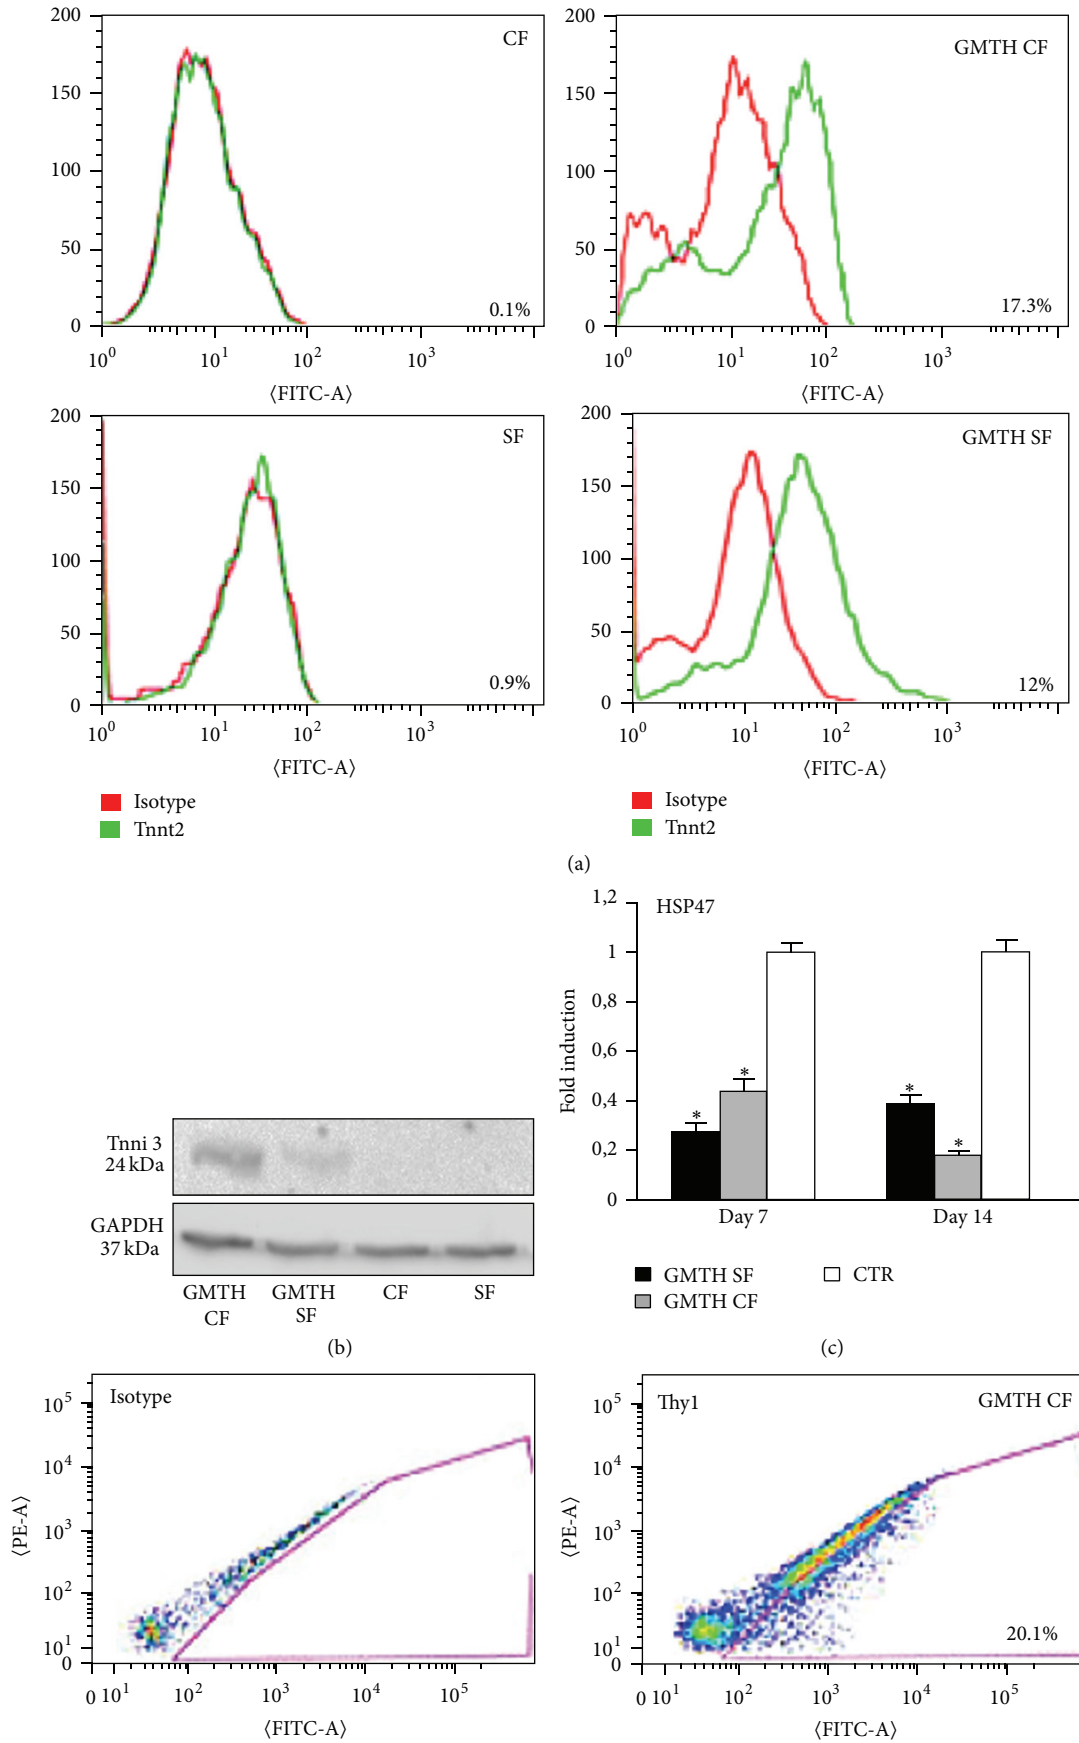 200
150
100
50
0
CF
0.1%
10^0 10^1 10^2 10^3
⟨FITC-A⟩
200
150
100
50
0
GMTH CF
17.3%
10^0 10^1 10^2 10^3
⟨FITC-A⟩
200
150
100
50
0
SF
0.9%
10^0 10^1 10^2 10^3
⟨FITC-A⟩
Isotype
Tnnt2
200
150
100
50
0
GMTH SF
12%
10^0 10^1 10^2 10^3
⟨FITC-A⟩
Isotype
Tnnt2
(a)
Tnni 3
24 kDa
GAPDH
37 kDa
GMTH CF
GMTH SF
CF
SF
(b)
HSP47
Fold induction
1,2
1
0,8
0,6
0,4
0,2
0
* * * *
Day 7 Day 14
GMTH SF
GMTH CF
CTR
(c)
Isotype
⟨PE-A⟩
10^5
10^4
10^3
10^2
10^1
0
0 10^1 10^2 10^3 10^4 10^5
⟨FITC-A⟩
Thy1
GMTH CF
⟨PE-A⟩
10^5
10^4
10^3
10^2
10^1
0
20.1%
0 10^1 10^2 10^3 10^4 10^5
⟨FITC-A⟩